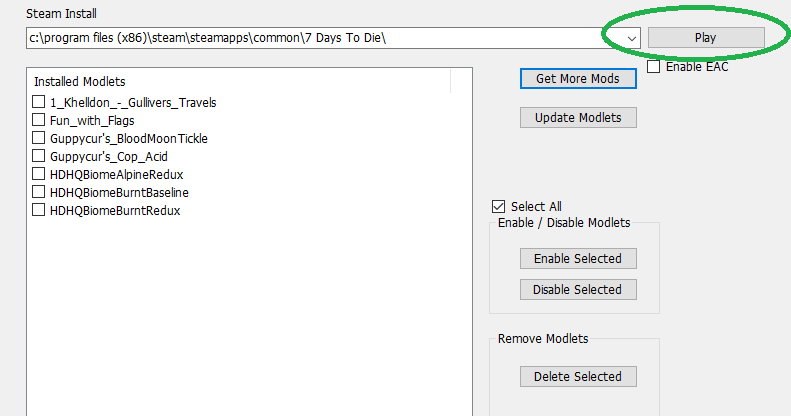 Steam Install
c:\program files (x86)\steam\steamapps\common\7 Days To Die\
Play
Enable EAC
Installed Modlets
1_Khelldon_-_Gullivers_Travels
Fun_with_Flags
Guppycur's_BloodMoonTickle
Guppycur's_Cop_Acid
HDHQBiomeAlpineRedux
HDHQBiomeBurntBaseline
HDHQBiomeBurntRedux
Get More Mods
Update Modlets
Select All
Enable / Disable Modlets
Enable Selected
Disable Selected
Remove Modlets
Delete Selected